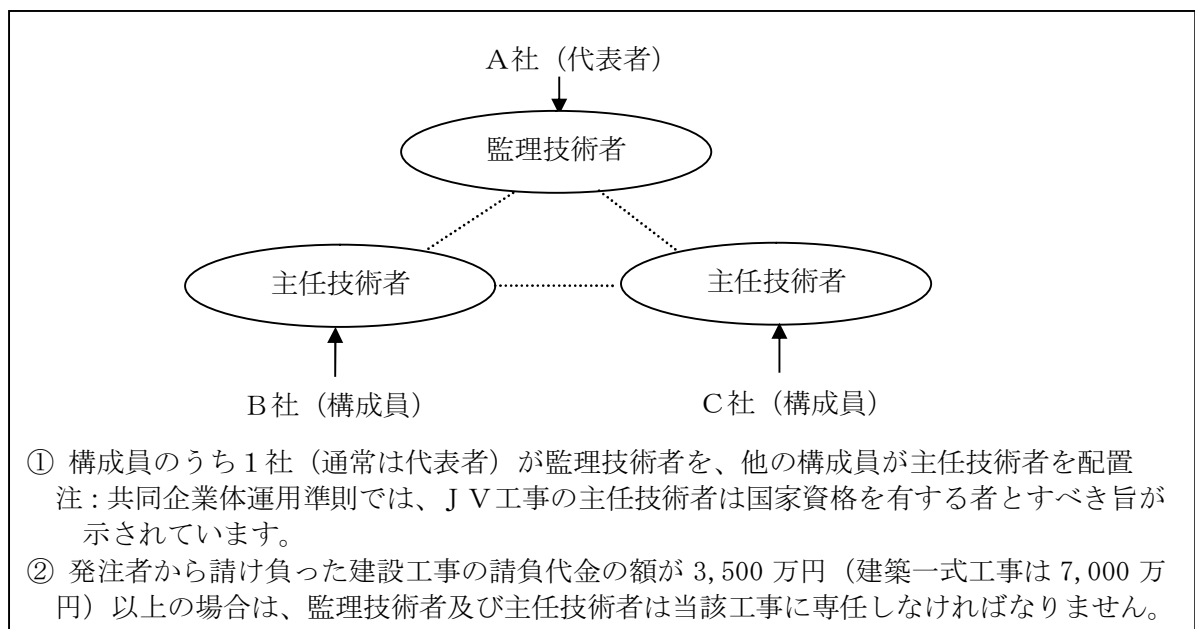 A社（代表者）
監理技術者
主任技術者
主任技術者
B社（構成員）
C社（構成員）
① 構成員のうち１社（通常は代表者）が監理技術者を、他の構成員が主任技術者を配置
注：共同企業体運用準則では、ＪＶ工事の主任技術者は国家資格を有する者とすべき旨が
示されています。
② 発注者から請け負った建設工事の請負代金の額が 3,500 万円（建築一式工事は 7,000 万
円）以上の場合は、監理技術者及び主任技術者は当該工事に専任しなければなりません。